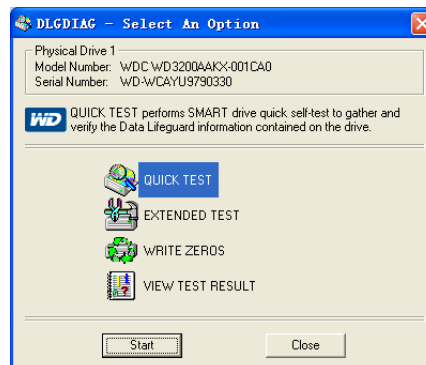 DLGDIAG - Select An Option
Physical Drive 1
Model Number: WDC WD3200AAKX-001CA0
Serial Number: WD-WCAYU9790330
WD
QUICK TEST performs SMART drive quick self-test to gather and
verify the Data Lifeguard information contained on the drive.
QUICK TEST
EXTENDED TEST
WRITE ZEROS
VIEW TEST RESULT
Start
Close